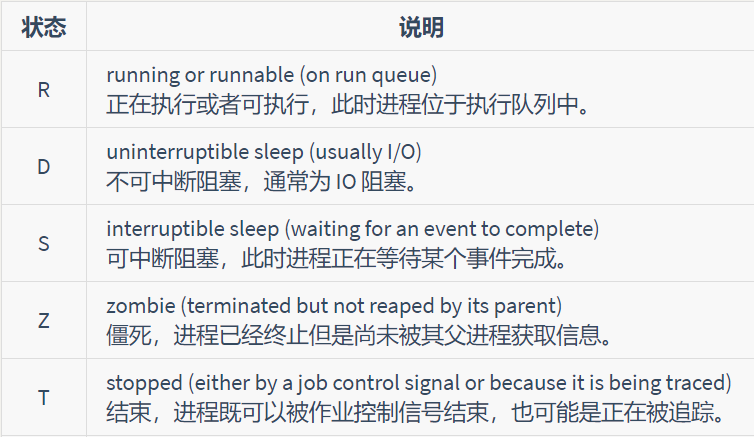 状态 说明
R
running or runnable (on run queue)
正在执行或者可执行，此时进程位于执行队列中。
D
uninterruptible sleep (usually I/O)
不可中断阻塞，通常为 IO 阻塞。
S
interruptible sleep (waiting for an event to complete)
可中断阻塞，此时进程正在等待某个事件完成。
Z
zombie (terminated but not reaped by its parent)
僵死，进程已经终止但是尚未被其父进程获取信息。
T
stopped (either by a job control signal or because it is being traced)
结束，进程既可以被作业控制信号结束，也可能是正在被追踪。